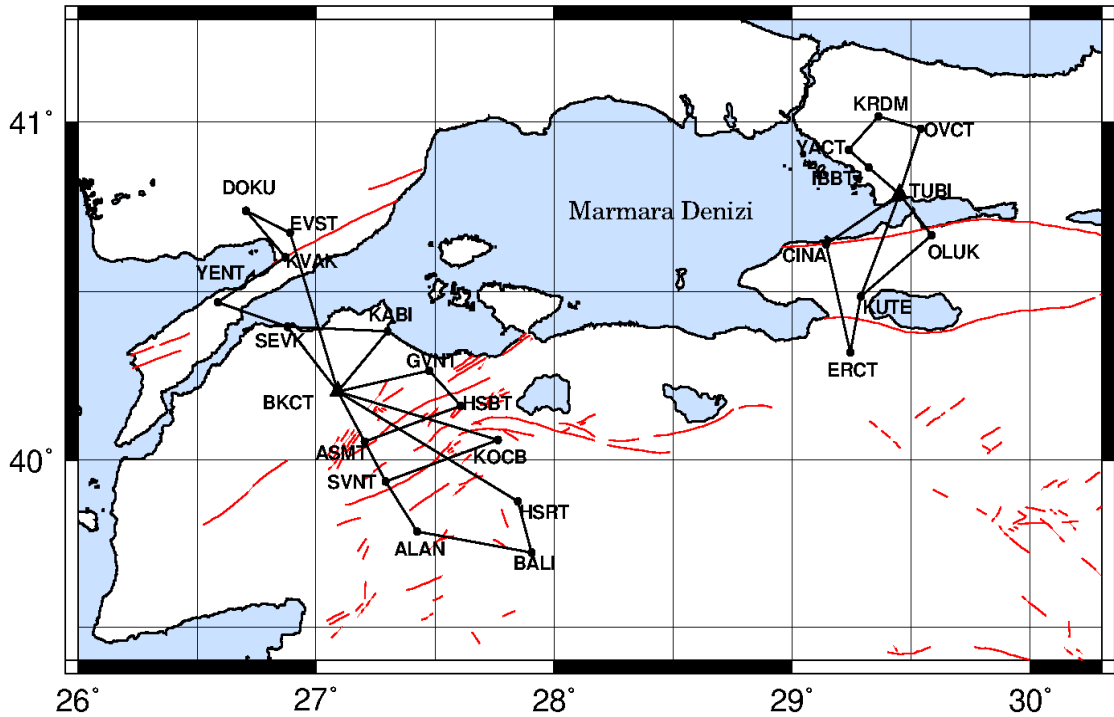 KRDM
41°
OVCT
YACT
IBBT
DOKU
TUBI
Marmara Denizi
EVST
CINA
OLUK
KVAK
YENT
KABI
KUTE
SEVK
GVNT
ERCT
BKCT
HSBT
ASMT
KOCB
40°
SVNT
HSRT
ALAN
BALI
26°
27°
28°
29°
30°